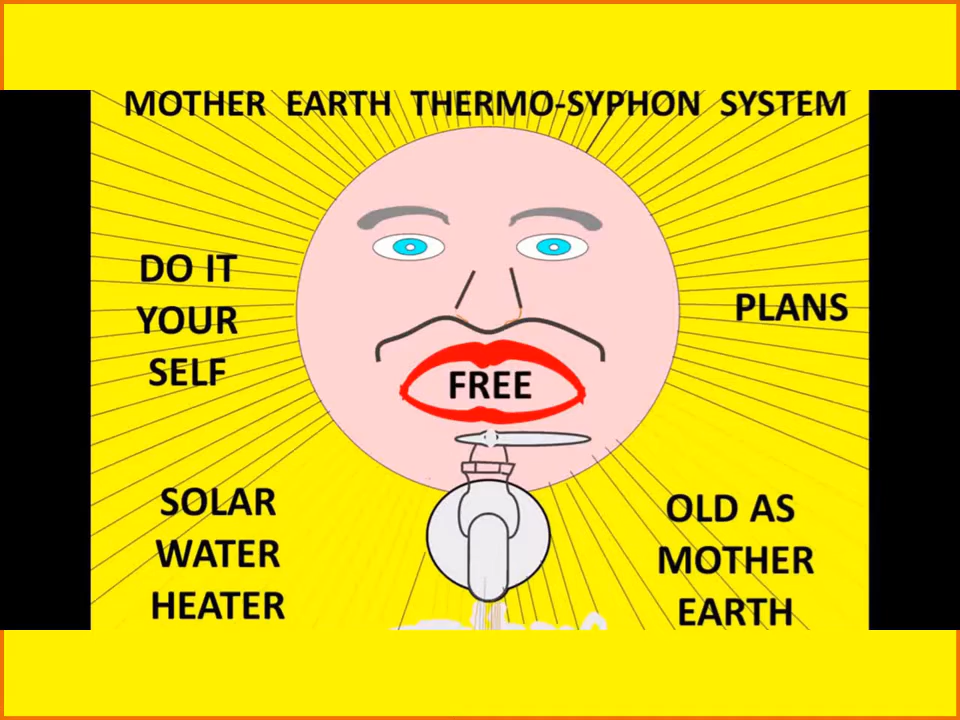 MOTHER EARTH THERMO-SYPHON SYSTEM
DO IT
YOUR
SELF
PLANS
FREE
SOLAR
WATER
HEATER
OLD AS
MOTHER
EARTH